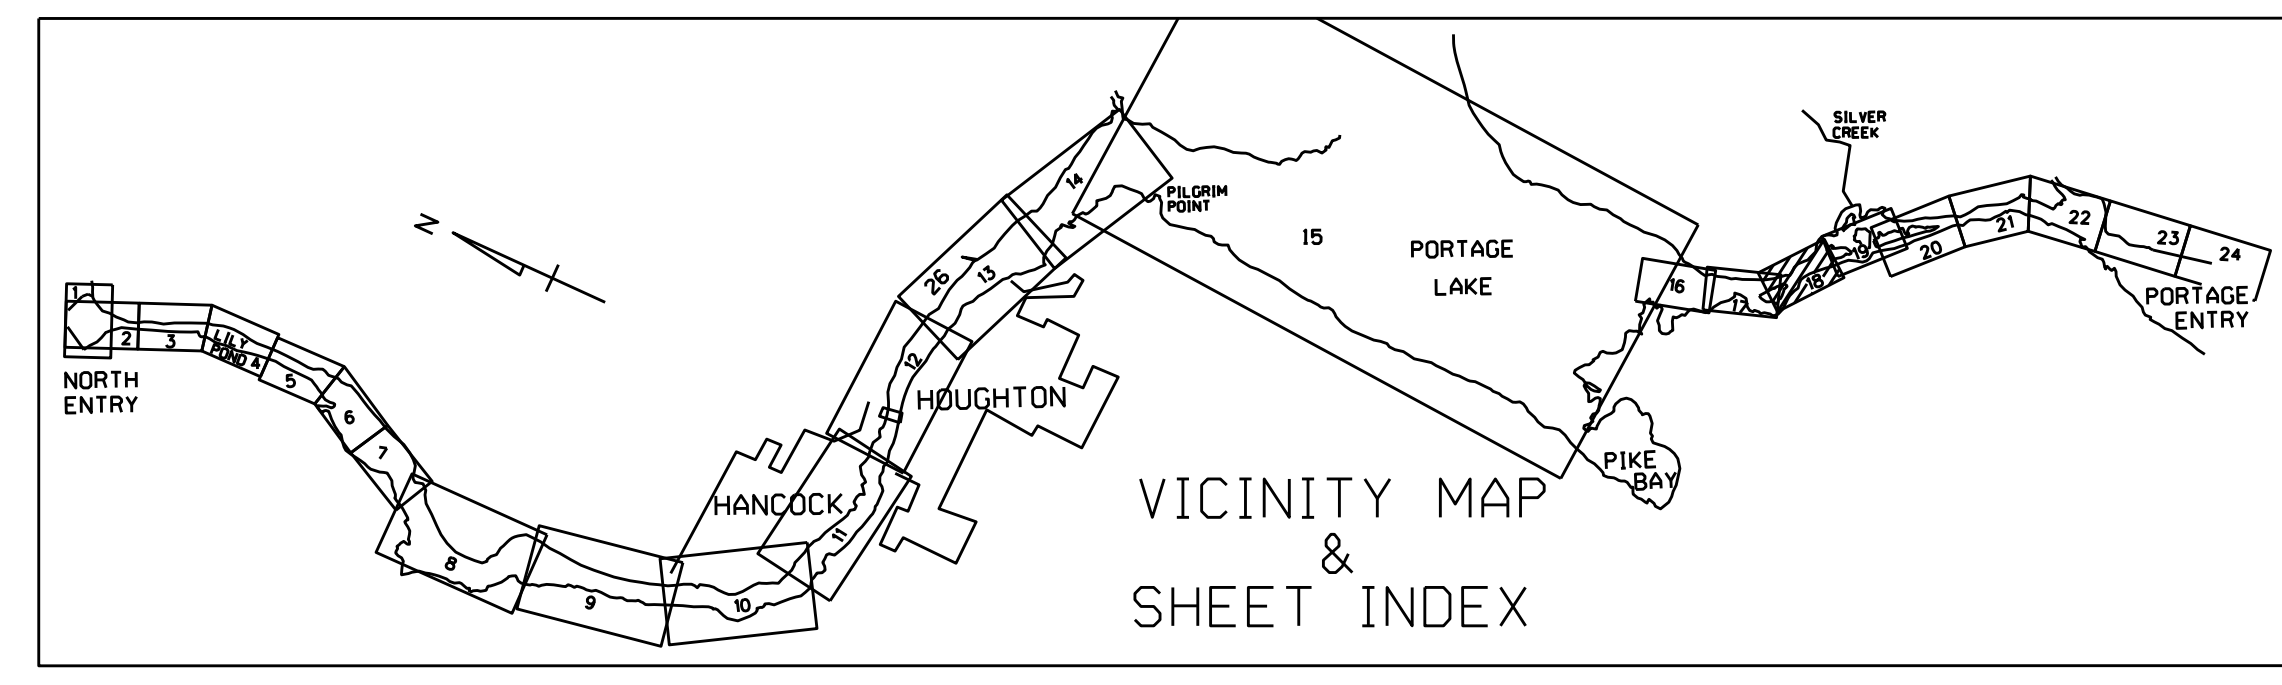 N
1
2
3
LILY
POND 4
5
6
7
8
9
10
11
12
13
26
14
15
16
17
18
19
20
21
22
23
24
NORTH
ENTRY
HANCOCK
HOUGHTON
PILGRIM
POINT
PORTAGE
LAKE
PIKE
BAY
SILVER
CREEK
PORTAGE
ENTRY
VICINITY MAP
&
SHEET INDEX